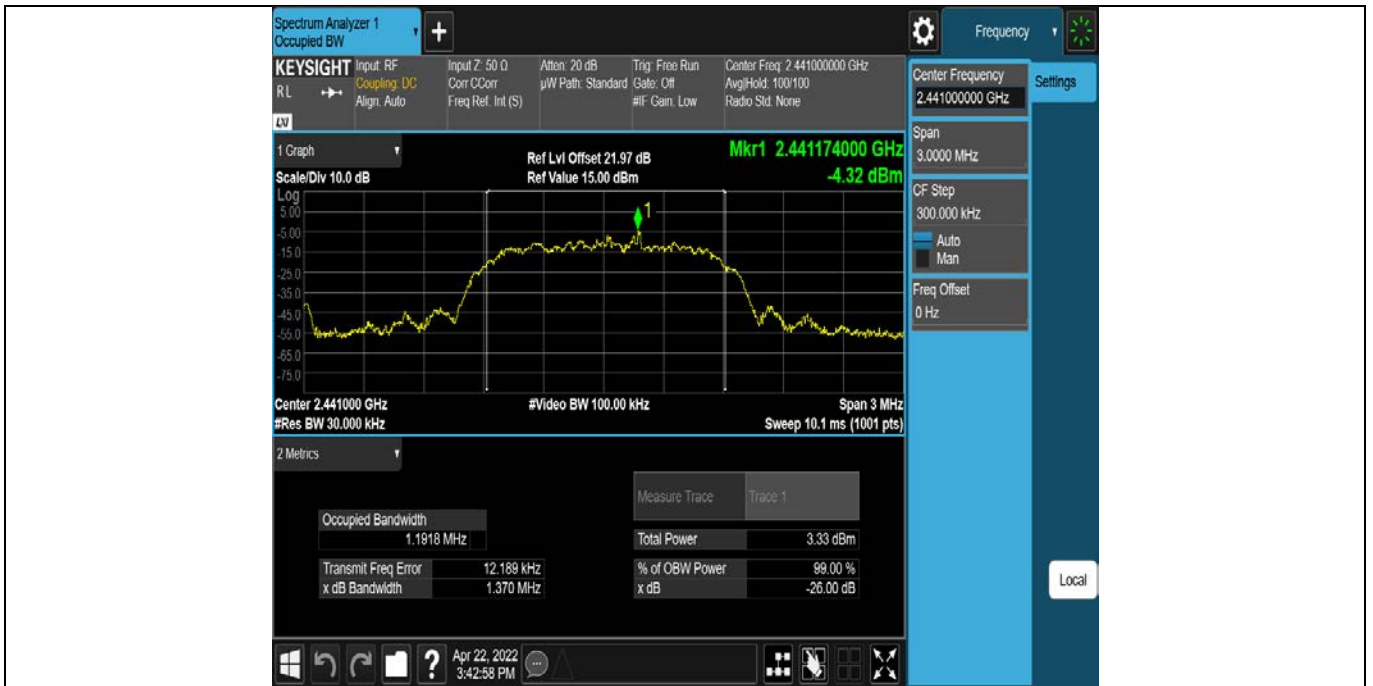 Spectrum Analyzer 1
Occupied BW
+
Frequency
KEYSIGHT
RL
LXI
Input: RF
Coupling: DC
Align: Auto
Input Z: 50 Ω
Corr CCorr
Freq Ref: Int (S)
Atten: 20 dB
µW Path: Standard
Trig: Free Run
Gate: Off
#IF Gain: Low
Center Freq: 2.441000000 GHz
Avg|Hold: 100/100
Radio Std: None
Center Frequency
2.441000000 GHz
Settings
Span
3.0000 MHz
CF Step
300.000 kHz
Auto
Man
Freq Offset
0 Hz
Local
1 Graph
Scale/Div 10.0 dB
Ref Lvl Offset 21.97 dB
Ref Value 15.00 dBm
Mkr1 2.441174000 GHz
-4.32 dBm
Log
5.00
-5.00
-15.0
-25.0
-35.0
-45.0
-55.0
-65.0
-75.0
1
Center 2.441000 GHz
#Res BW 30.000 kHz
#Video BW 100.00 kHz
Span 3 MHz
Sweep 10.1 ms (1001 pts)
2 Metrics
Measure Trace Trace 1
Occupied Bandwidth
1.1918 MHz
Total Power 3.33 dBm
Transmit Freq Error 12.189 kHz
% of OBW Power 99.00 %
x dB Bandwidth 1.370 MHz
x dB -26.00 dB
?
Apr 22, 2022
3:42:58 PM